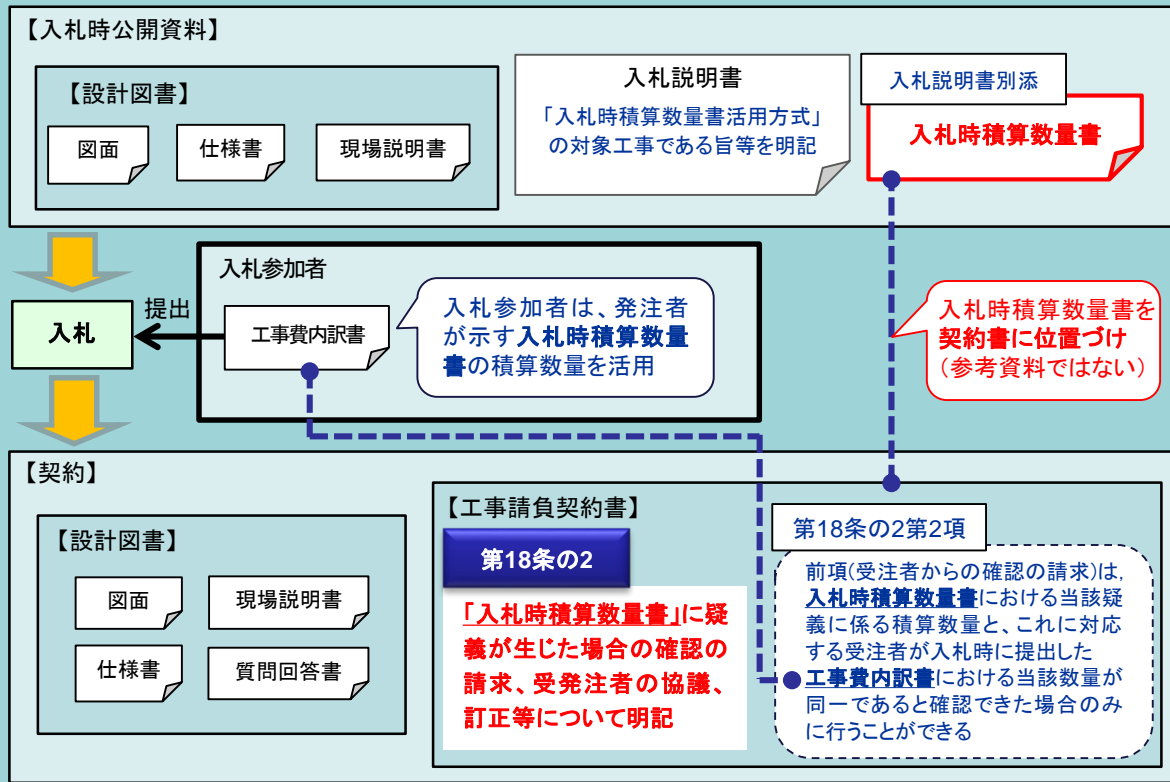 【入札時公開資料】
【設計図書】
図面
仕様書
現場説明書
入札説明書
「入札時積算数量書活用方式」
の対象工事である旨等を明記
入札説明書別添
入札時積算数量書
入札参加者
提出
入札
工事費内訳書
入札参加者は、発注者
が示す入札時積算数量
書の積算数量を活用
入札時積算数量書を
契約書に位置づけ
(参考資料ではない)
【契約】
【設計図書】
図面
現場説明書
仕様書
質問回答書
【工事請負契約書】
第18条の2
「入札時積算数量書」に疑
義が生じた場合の確認の
請求、受発注者の協議、
訂正等について明記
第18条の2第2項
前項(受注者からの確認の請求)は、
入札時積算数量書における当該疑
義に係る積算数量と、これに対応
する受注者が入札時に提出した
工事費内訳書における当該数量が
同一であると確認できた場合のみ
に行うことができる